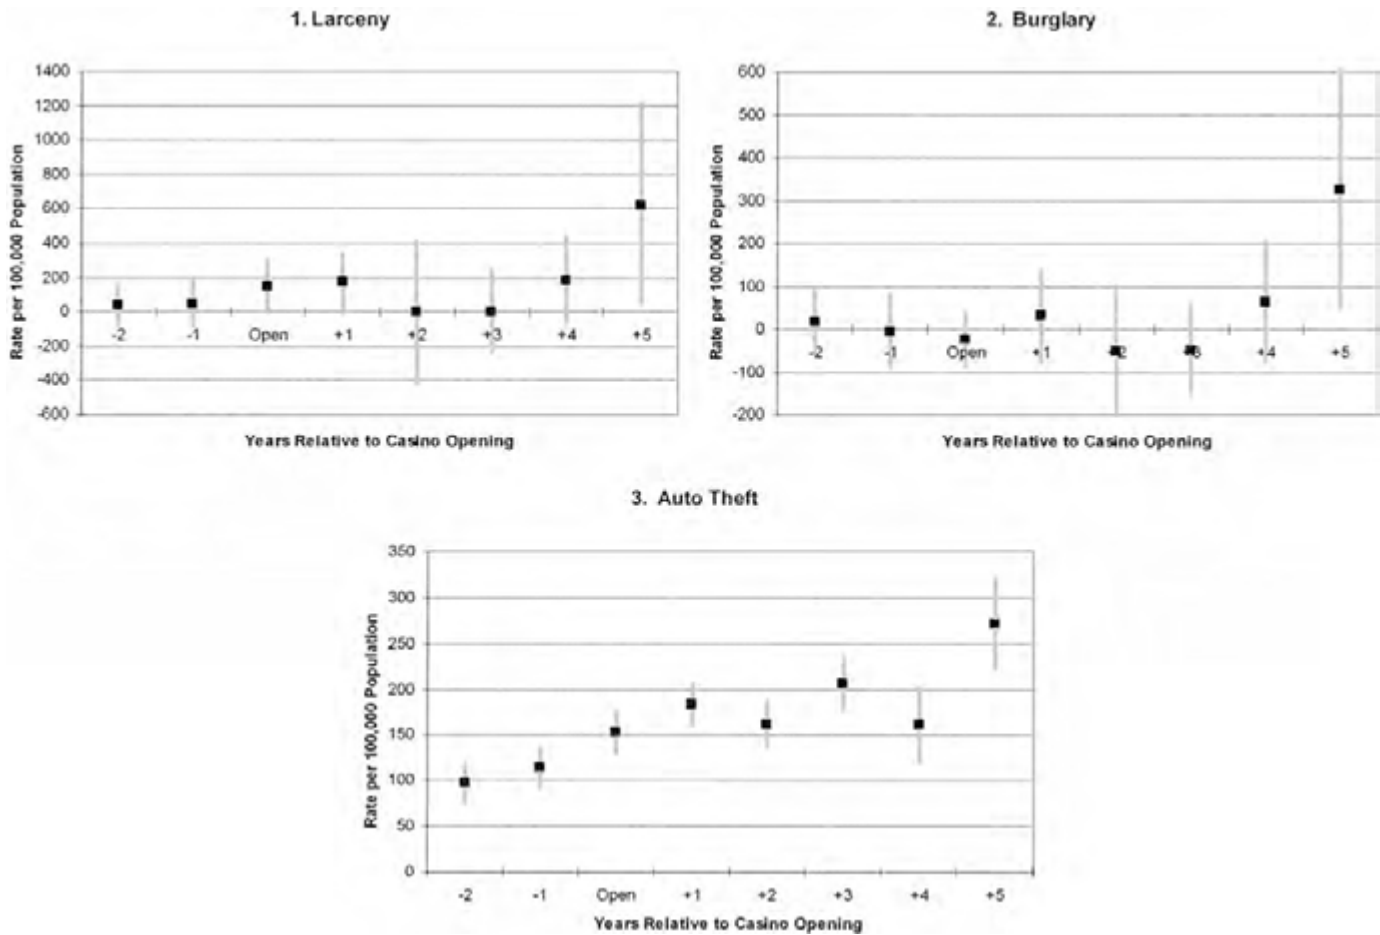 1. Larceny
Rate per 100,000 Population
1400
1200
1000
800
600
400
200
0
-200
-400
-600
-2 -1 Open +1 +2 +3 +4 +5
Years Relative to Casino Opening
2. Burglary
Rate per 100,000 Population
600
500
400
300
200
100
0
-100
-200
-2 -1 Open +1 +2 +3 +4 +5
Years Relative to Casino Opening
3. Auto Theft
Rate per 100,000 Population
350
300
250
200
150
100
50
0
-2 -1 Open +1 +2 +3 +4 +5
Years Relative to Casino Opening